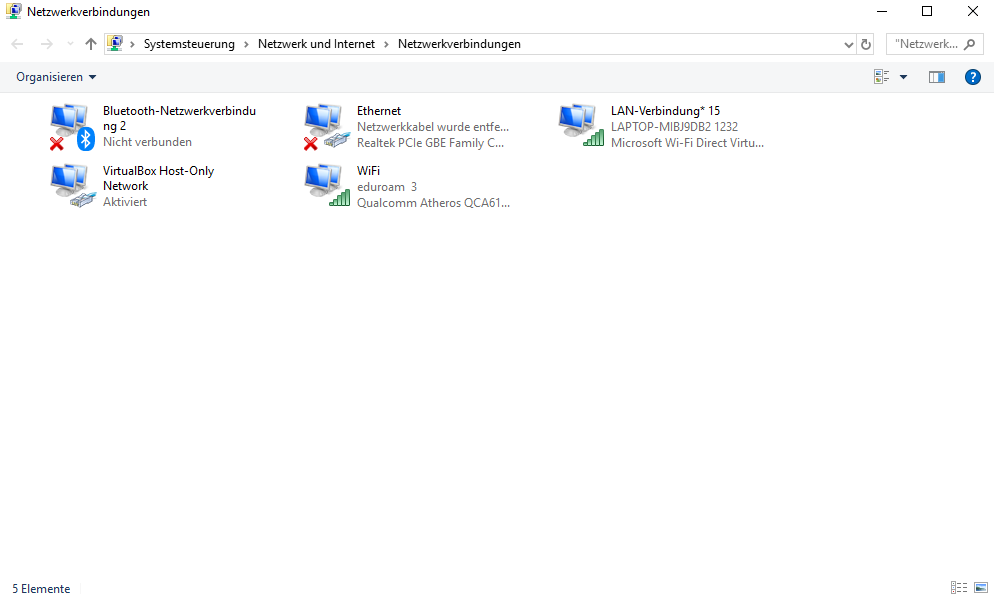 Netzwerkverbindungen
Systemsteuerung > Netzwerk und Internet > Netzwerkverbindungen
"Netzwerk...
Organisieren
Bluetooth-Netzwerkverbindu
ng 2
Nicht verbunden
Ethernet
Netzwerkkabel wurde entfe...
Realtek PCIe GBE Family C...
LAN-Verbindung* 15
LAPTOP-MIBJ9DB2 1232
Microsoft Wi-Fi Direct Virtu...
VirtualBox Host-Only
Network
Aktiviert
WiFi
eduroam 3
Qualcomm Atheros QCA61...
5 Elemente